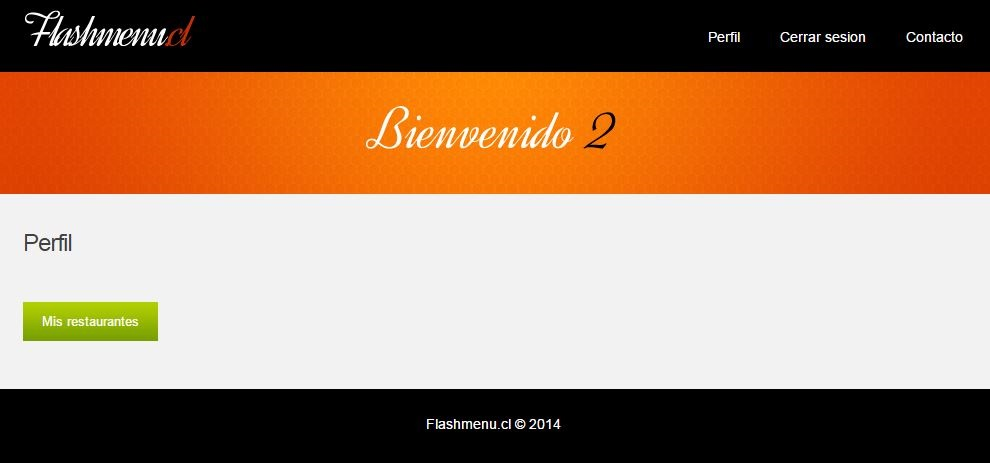 Flashmenu.cl
Perfil Cerrar sesion Contacto
Bienvenido 2
Perfil
Mis restaurantes
Flashmenu.cl © 2014